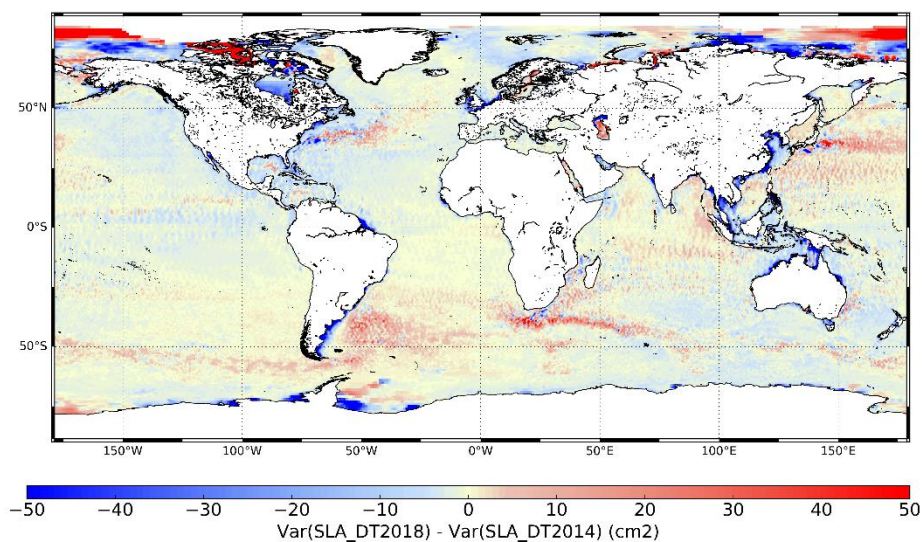 50°N
0°S
50°S
150°W 100°W 50°W 0°E 50°E 100°E 150°E
−50 −40 −30 −20 −10 0 10 20 30 40 50
Var(SLA_DT2018) - Var(SLA_DT2014) (cm2)